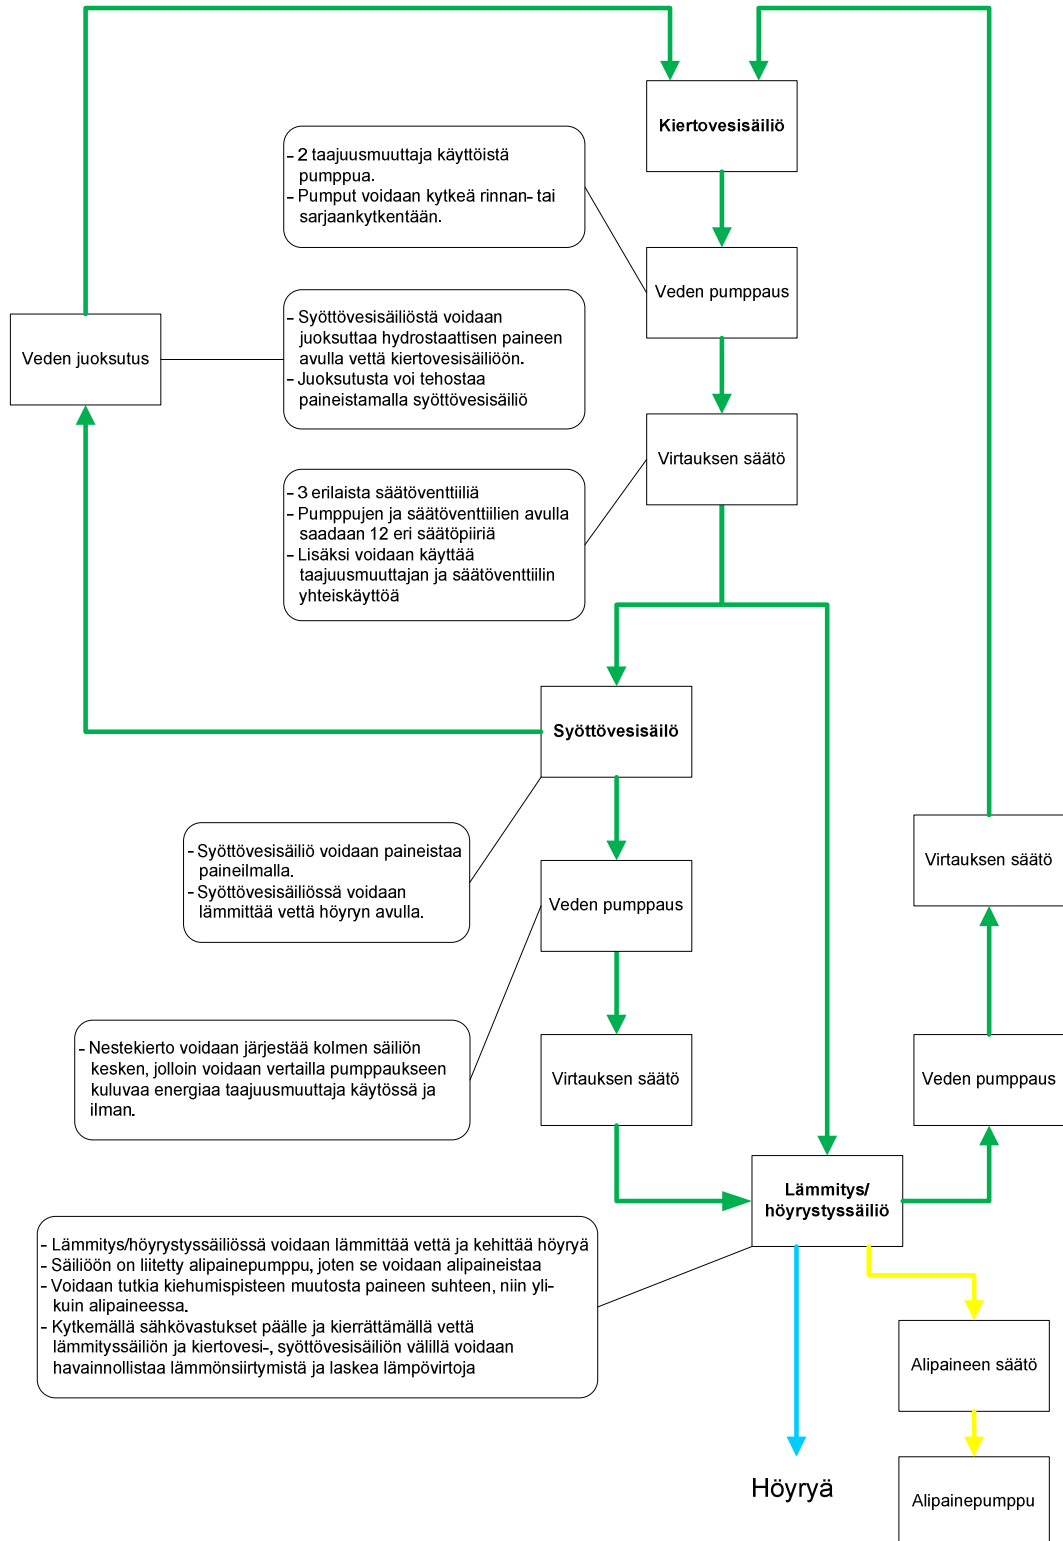 Kiertovesisäiliö
- 2 taajuusmuuttaja käyttöistä
pumppua.
- Pumput voidaan kytkeä rinnan- tai
sarjaankytkentään.
Veden pumppaus
Veden juoksutus
- Syöttövesisäiliöstä voidaan
juoksuttaa hydrostaattisen paineen
avulla vettä kiertovesisäiliöön.
- Juoksutusta voi tehostaa
paineistamalla syöttövesisäiliö
Virtauksen säätö
- 3 erilaista säätöventtiiliä
- Pumppujen ja säätöventtiilien avulla
saadaan 12 eri säätöpiiriä
- Lisäksi voidaan käyttää
taajuusmuuttajan ja säätöventtiilin
yhteiskäyttöä
Syöttövesisäilö
- Syöttövesisäiliö voidaan paineistaa
paineilmalla.
- Syöttövesisäiliössä voidaan
lämmittää vettä höyryn avulla.
Veden pumppaus
Virtauksen säätö
- Nestekierto voidaan järjestää kolmen säiliön
kesken, jolloin voidaan vertailla pumppaukseen
kuluvaa energiaa taajuusmuuttaja käytössä ja
ilman.
Virtauksen säätö
Veden pumppaus
Lämmitys/
höyrystyssäiliö
- Lämmitys/höyrystyssäiliössä voidaan lämmittää vettä ja kehittää höyryä
- Säiliöön on liitetty alipainepumppu, joten se voidaan alipaineistaa
- Voidaan tutkia kiehumispisteen muutosta paineen suhteen, niin yli-
kuin alipaineessa.
- Kytkemällä sähkövastukset päälle ja kierrättämällä vettä
lämmityssäiliön ja kiertovesi-, syöttövesisäiliön välillä voidaan
havainnollistaa lämmönsiirtymistä ja laskea lämpövirtoja
Alipaineen säätö
Höyryä
Alipainepumppu